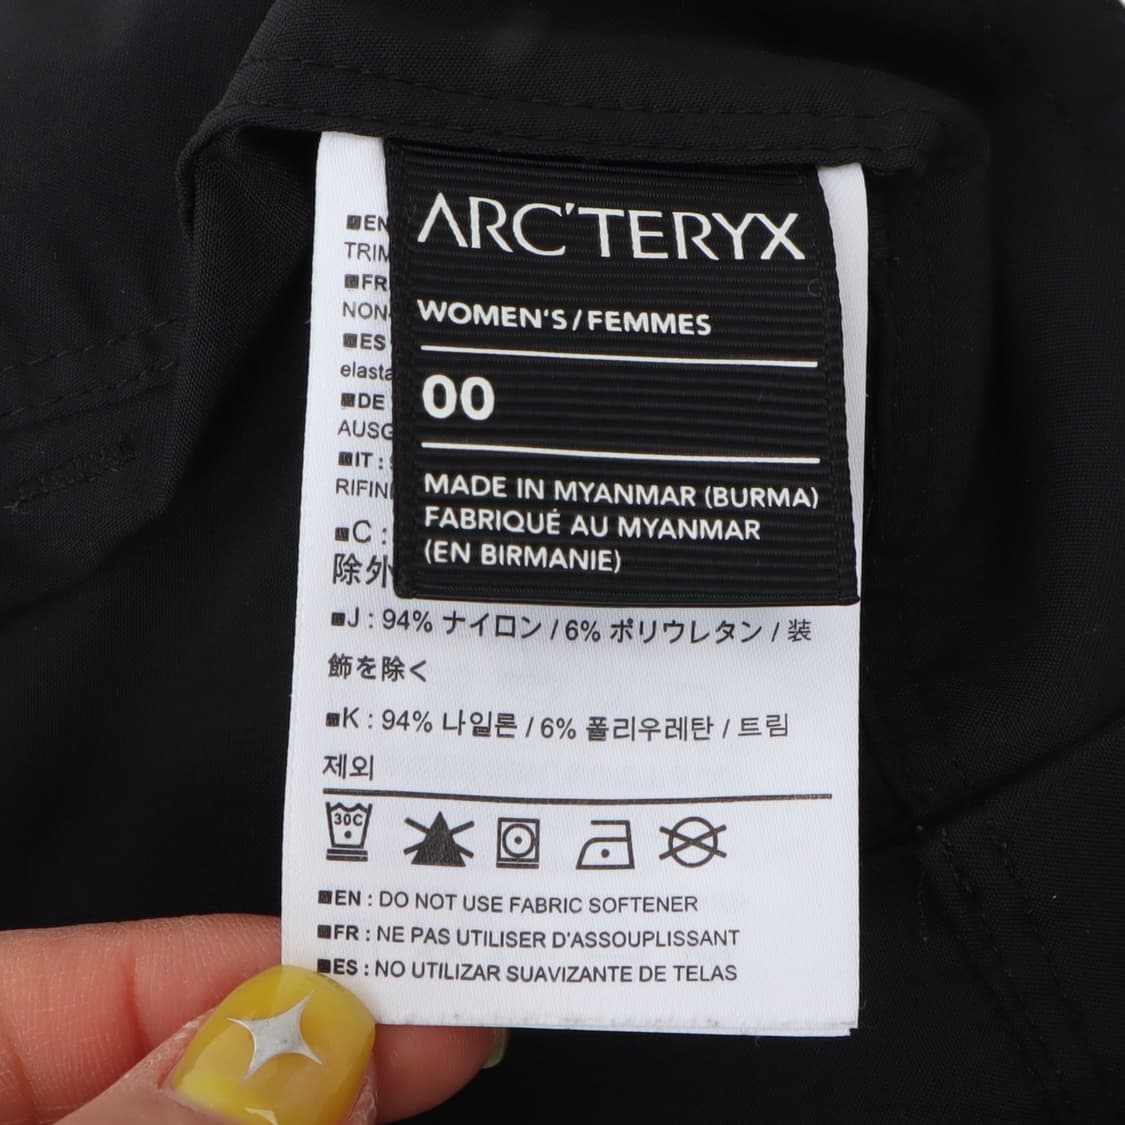 ARC'TERYX
WOMEN'S/FEMMES
00
MADE IN MYANMAR (BURMA)
FABRIQUÉ AU MYANMAR
(EN BIRMANIE)
EN
TRIM
FR
NON-
ES
elasta
DE
AUSG
IT :
RIFINI
C :
除外
J : 94% ナイロン / 6% ポリウレタン / 装
飾を除く
K : 94% 나일론 / 6% 폴리우레탄 / 트림
제외
30C
EN : DO NOT USE FABRIC SOFTENER
FR : NE PAS UTILISER D'ASSOUPLISSANT
ES : NO UTILIZAR SUAVIZANTE DE TELAS